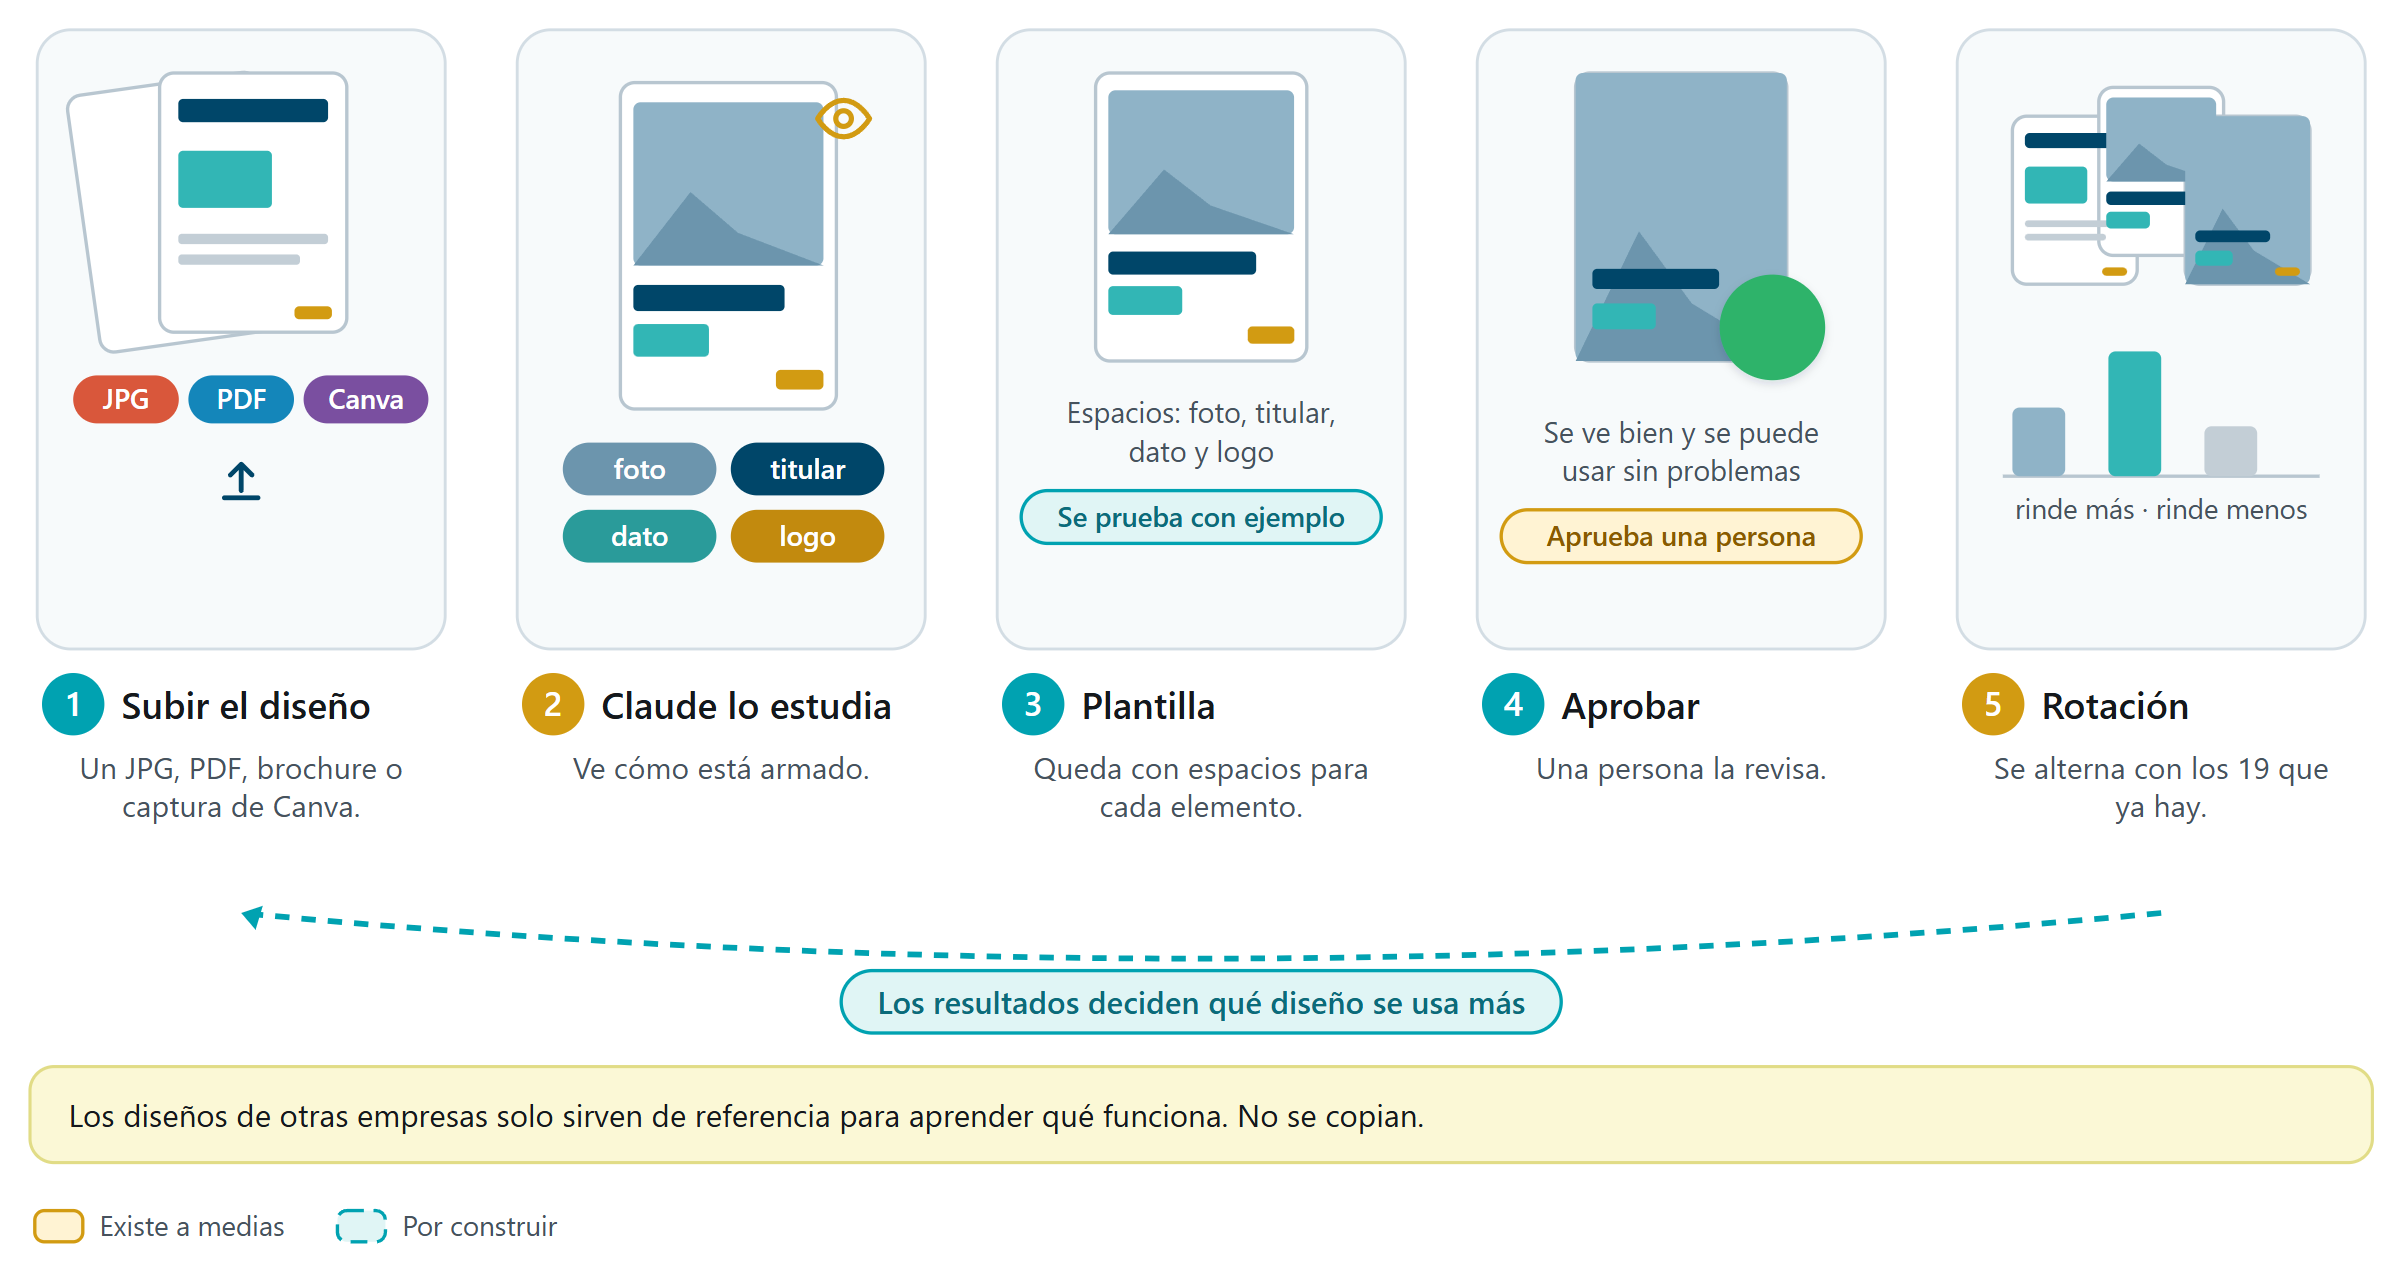 JPG
PDF
Canva
foto
titular
dato
logo
Espacios: foto, titular,
dato y logo
Se prueba con ejemplo
Se ve bien y se puede
usar sin problemas
Aprueba una persona
rinde más · rinde menos
1 Subir el diseño
Un JPG, PDF, brochure o
captura de Canva.
2 Claude lo estudia
Ve cómo está armado.
3 Plantilla
Queda con espacios para
cada elemento.
4 Aprobar
Una persona la revisa.
5 Rotación
Se alterna con los 19 que
ya hay.
Los resultados deciden qué diseño se usa más
Los diseños de otras empresas solo sirven de referencia para aprender qué funciona. No se copian.
Existe a medias
Por construir